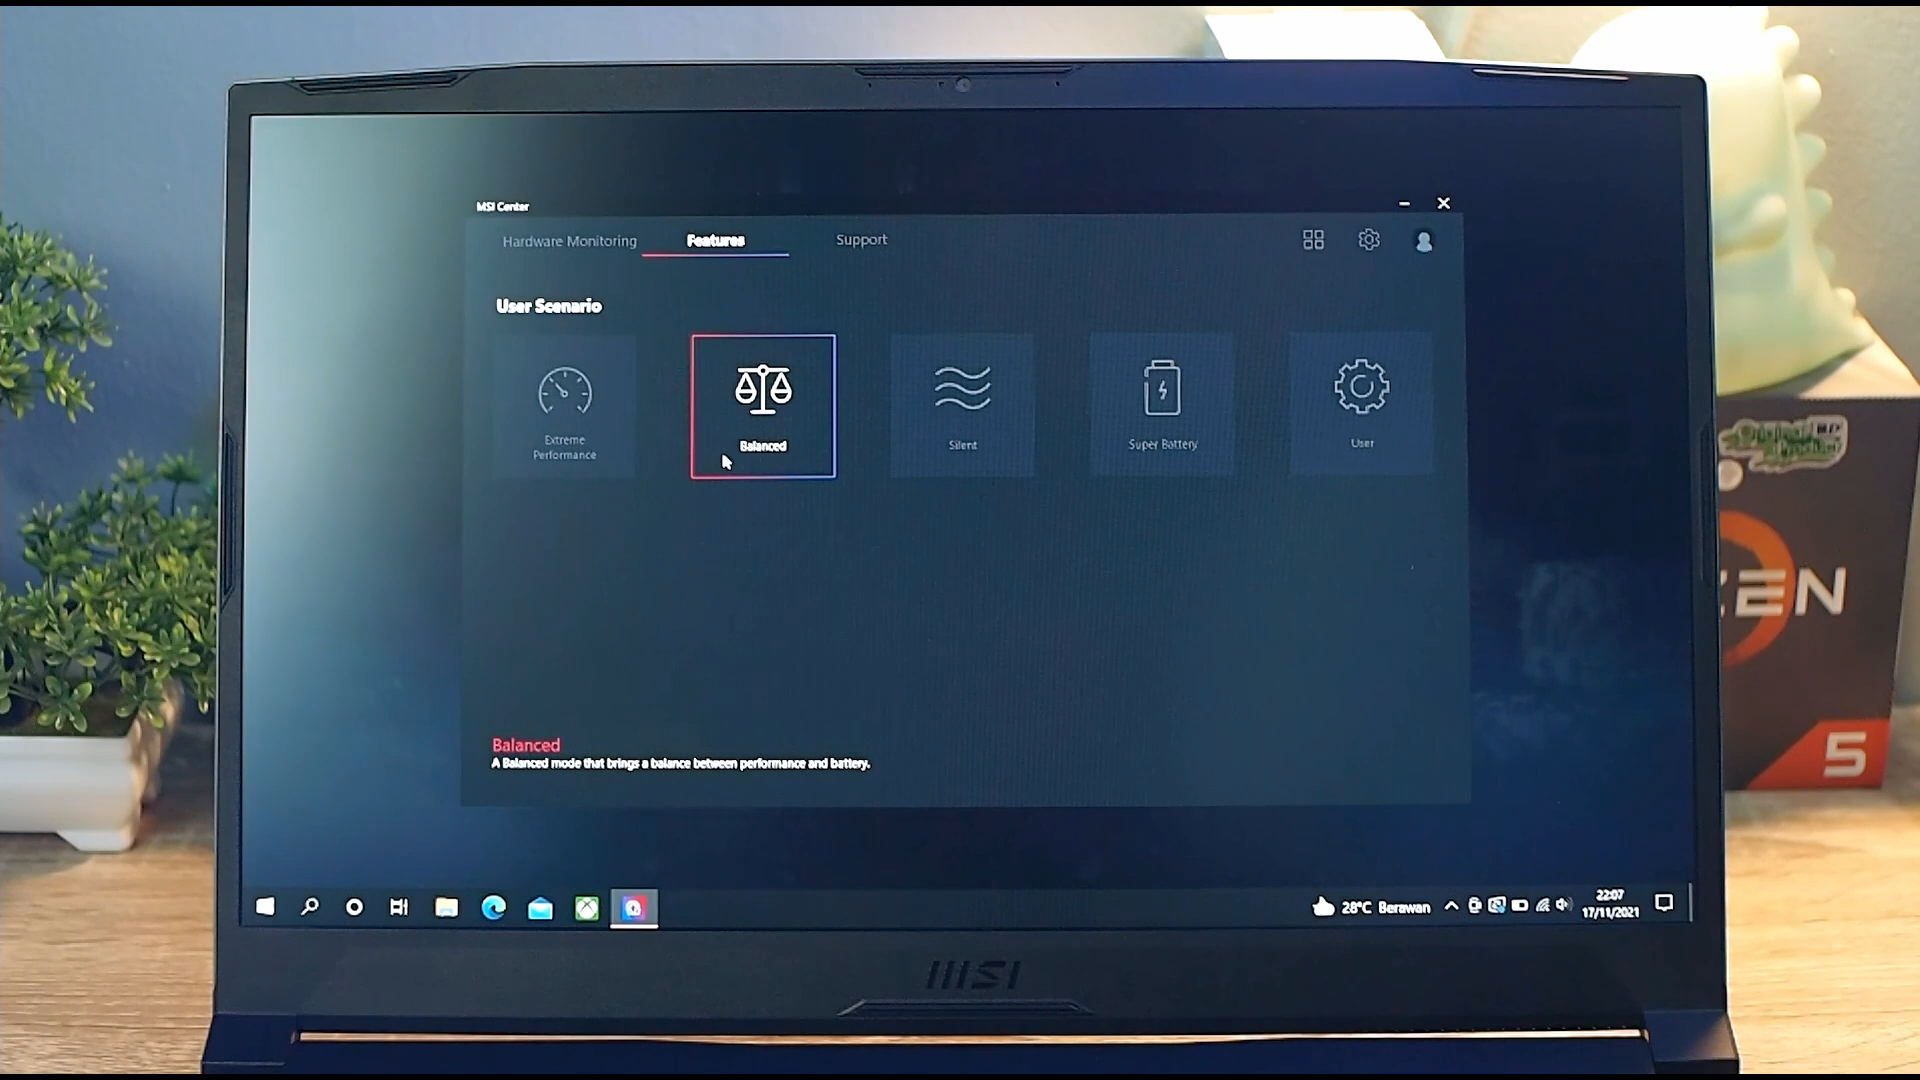 MSI Center
Hardware Monitoring
Features
Support
User Scenario
Extreme
Performance
Balanced
Silent
Super Battery
User
Balanced
A Balanced mode that brings a balance between performance and battery.
28°C Berawan
22:07
17/11/2021
msi
ZEN
5